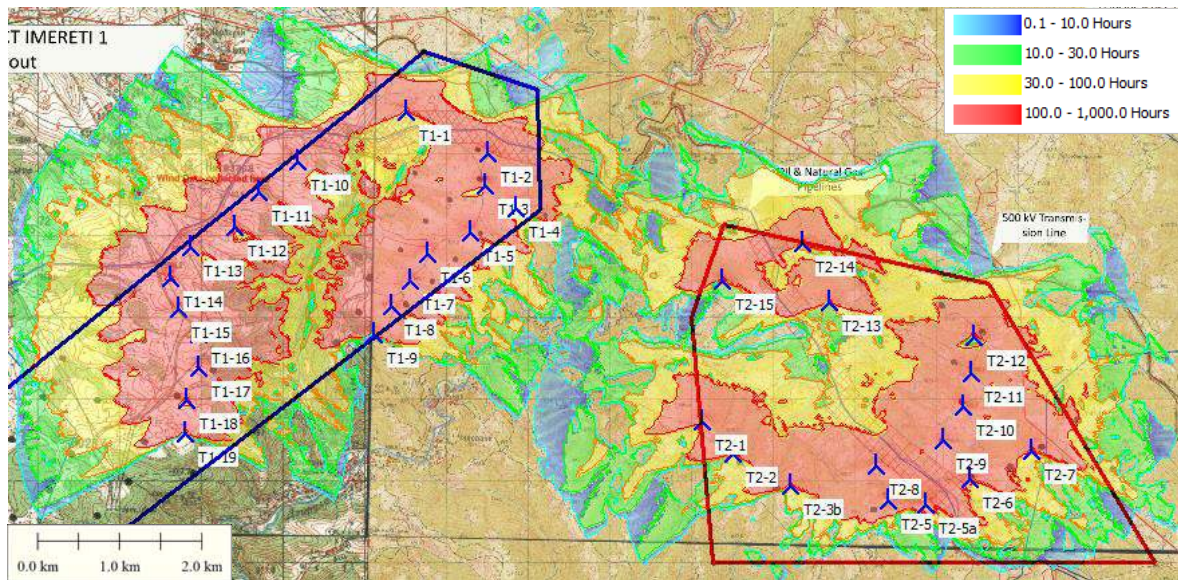 CT IMERETI 1
out
0.1 - 10.0 Hours
10.0 - 30.0 Hours
30.0 - 100.0 Hours
100.0 - 1,000.0 Hours
T1-1
T1-2
T1-10
T1-3
T1-11
T1-4
T1-12
T1-5
T1-13
T1-6
T1-14
T1-7
T1-15
T1-8
T1-16
T1-9
T1-17
T1-18
T1-19
Oil & Natural Gas
Pipelines
500 kV Transmis-
sion Line
T2-14
T2-15
T2-13
T2-12
T2-11
T2-10
T2-1
T2-9
T2-7
T2-2
T2-8
T2-6
T2-3b
T2-5
T2-5a
0.0 km
1.0 km
2.0 km